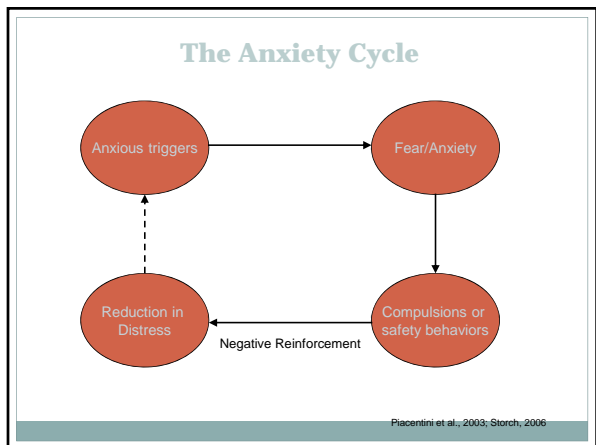 The Anxiety Cycle
Anxious triggers
Fear/Anxiety
Reduction in
Distress
Compulsions or
safety behaviors
Negative Reinforcement
Piacentini et al., 2003; Storch, 2006